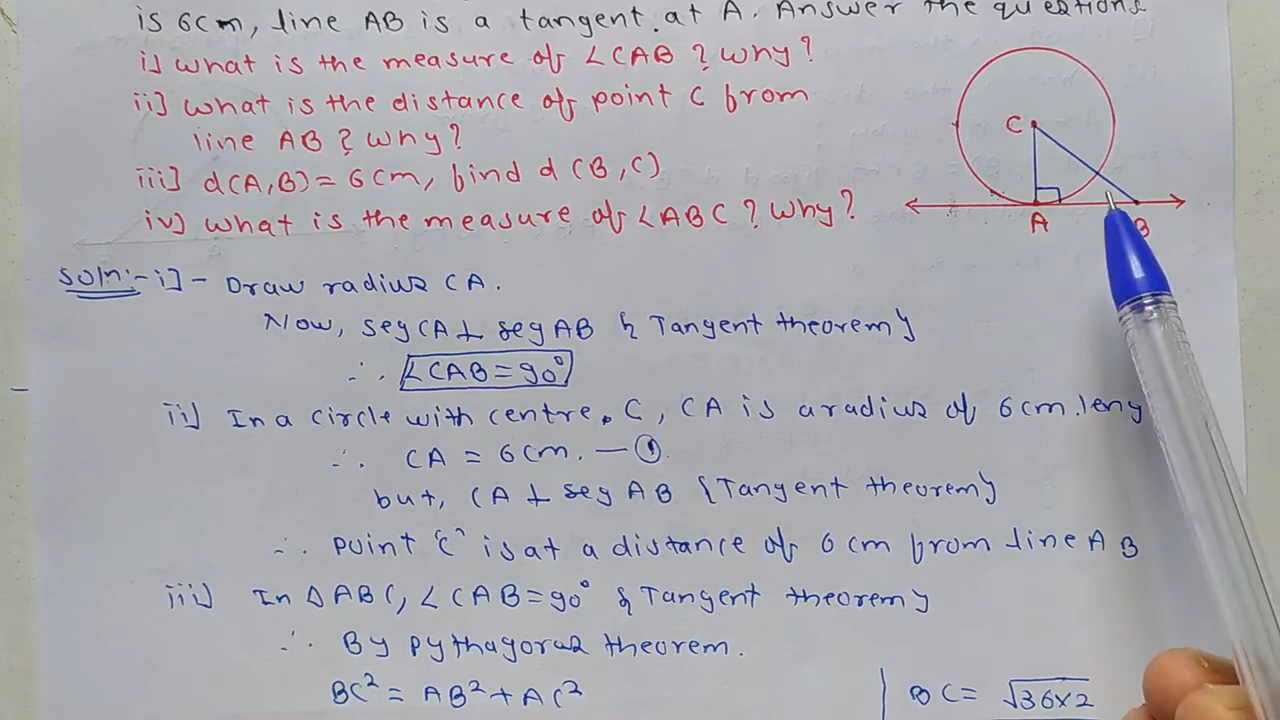 is 6cm, line AB is a tangent at A. Answer the questions
i] What is the measure of ∠CAB ? Why?
ii] What is the distance of point C from
line AB ? Why?
iii] d(A,B)= 6cm, find d (B,C)
iv) What is the measure of ∠ABC ? Why?
C
A
B
Soln:- i] - Draw radius CA.
Now, seg CA ⊥ seg AB { Tangent theorem }
∴ ∠CAB = 90°
ii) In a circle with centre C, CA is a radius of 6cm leng
∴ CA = 6cm. — ①
but, CA ⊥ seg AB {Tangent theorem}
∴ point 'C' is at a distance of 6cm from line AB
iii) In △ABC, ∠CAB = 90° { Tangent theorem }
∴ By pythagoras theorem.
BC² = AB² + AC²
BC = √36×2